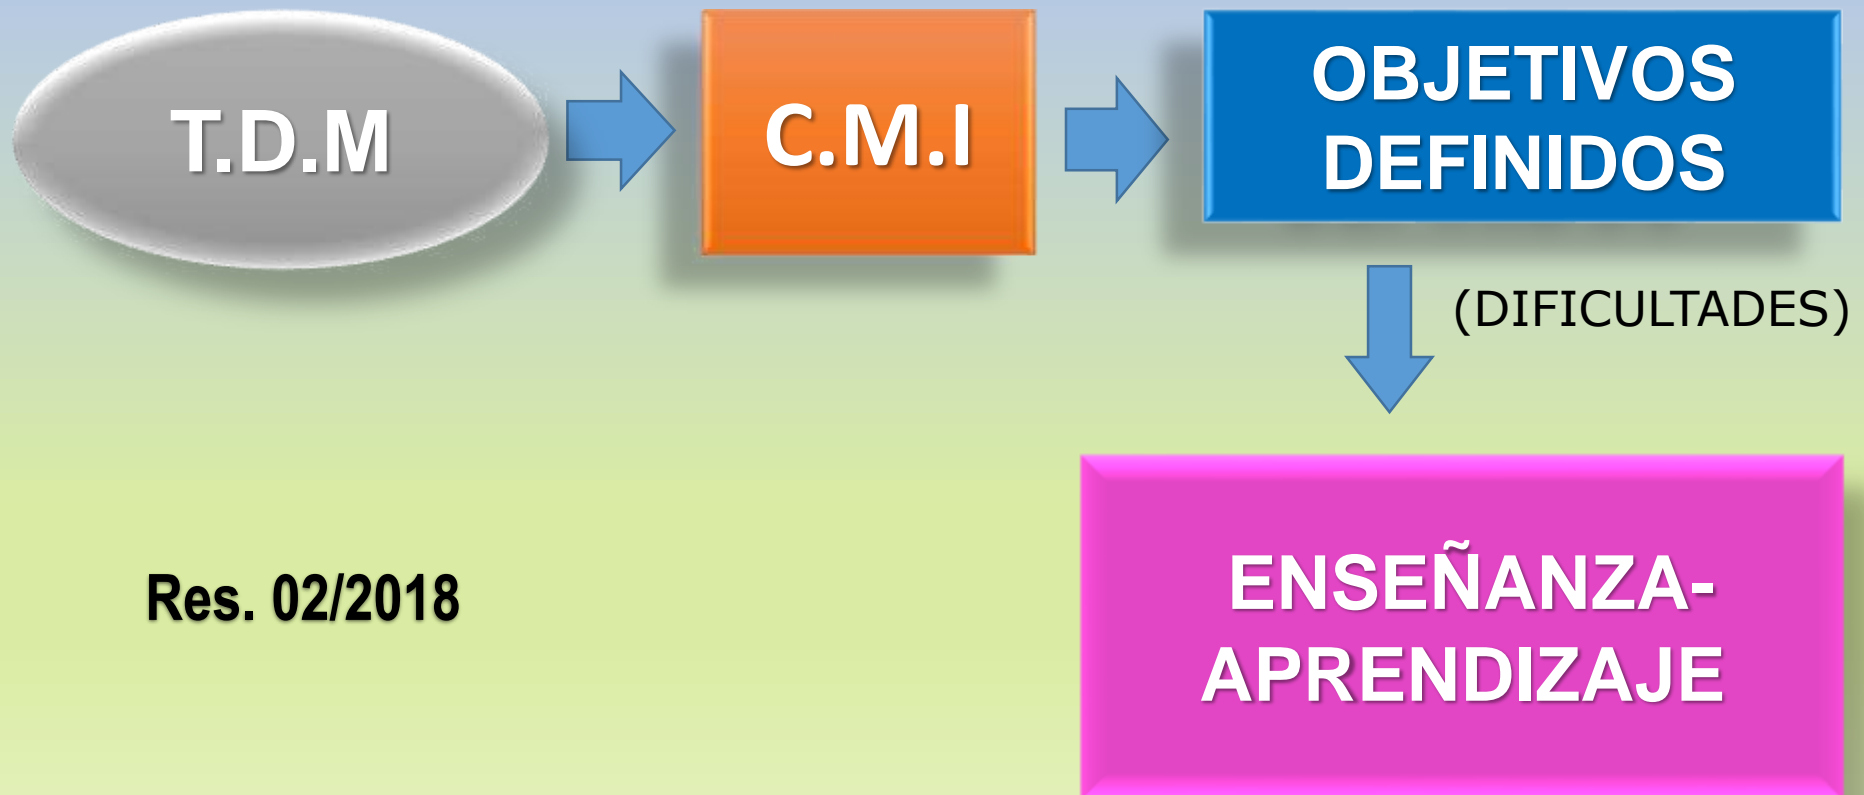 T.D.M
C.M.I
OBJETIVOS
DEFINIDOS
(DIFICULTADES)
Res. 02/2018
ENSEÑANZA-
APRENDIZAJE